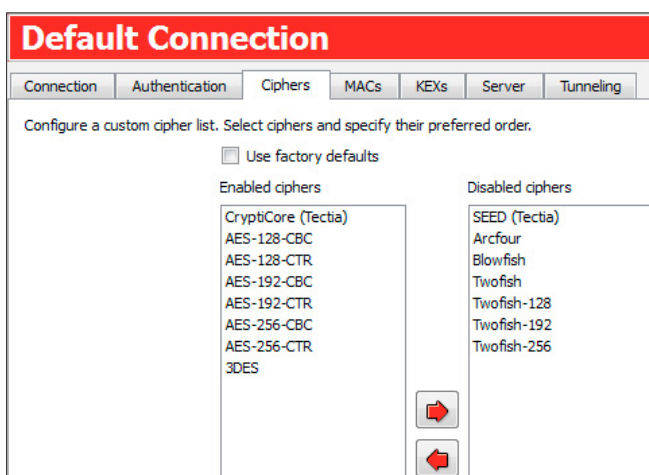 Default Connection
Connection Authentication Ciphers MACs KEXs Server Tunneling
Configure a custom cipher list. Select ciphers and specify their preferred order.
Use factory defaults
Enabled ciphers
CryptiCore (Tectia)
AES-128-CBC
AES-128-CTR
AES-192-CBC
AES-192-CTR
AES-256-CBC
AES-256-CTR
3DES
Disabled ciphers
SEED (Tectia)
Arcfour
Blowfish
Twofish
Twofish-128
Twofish-192
Twofish-256